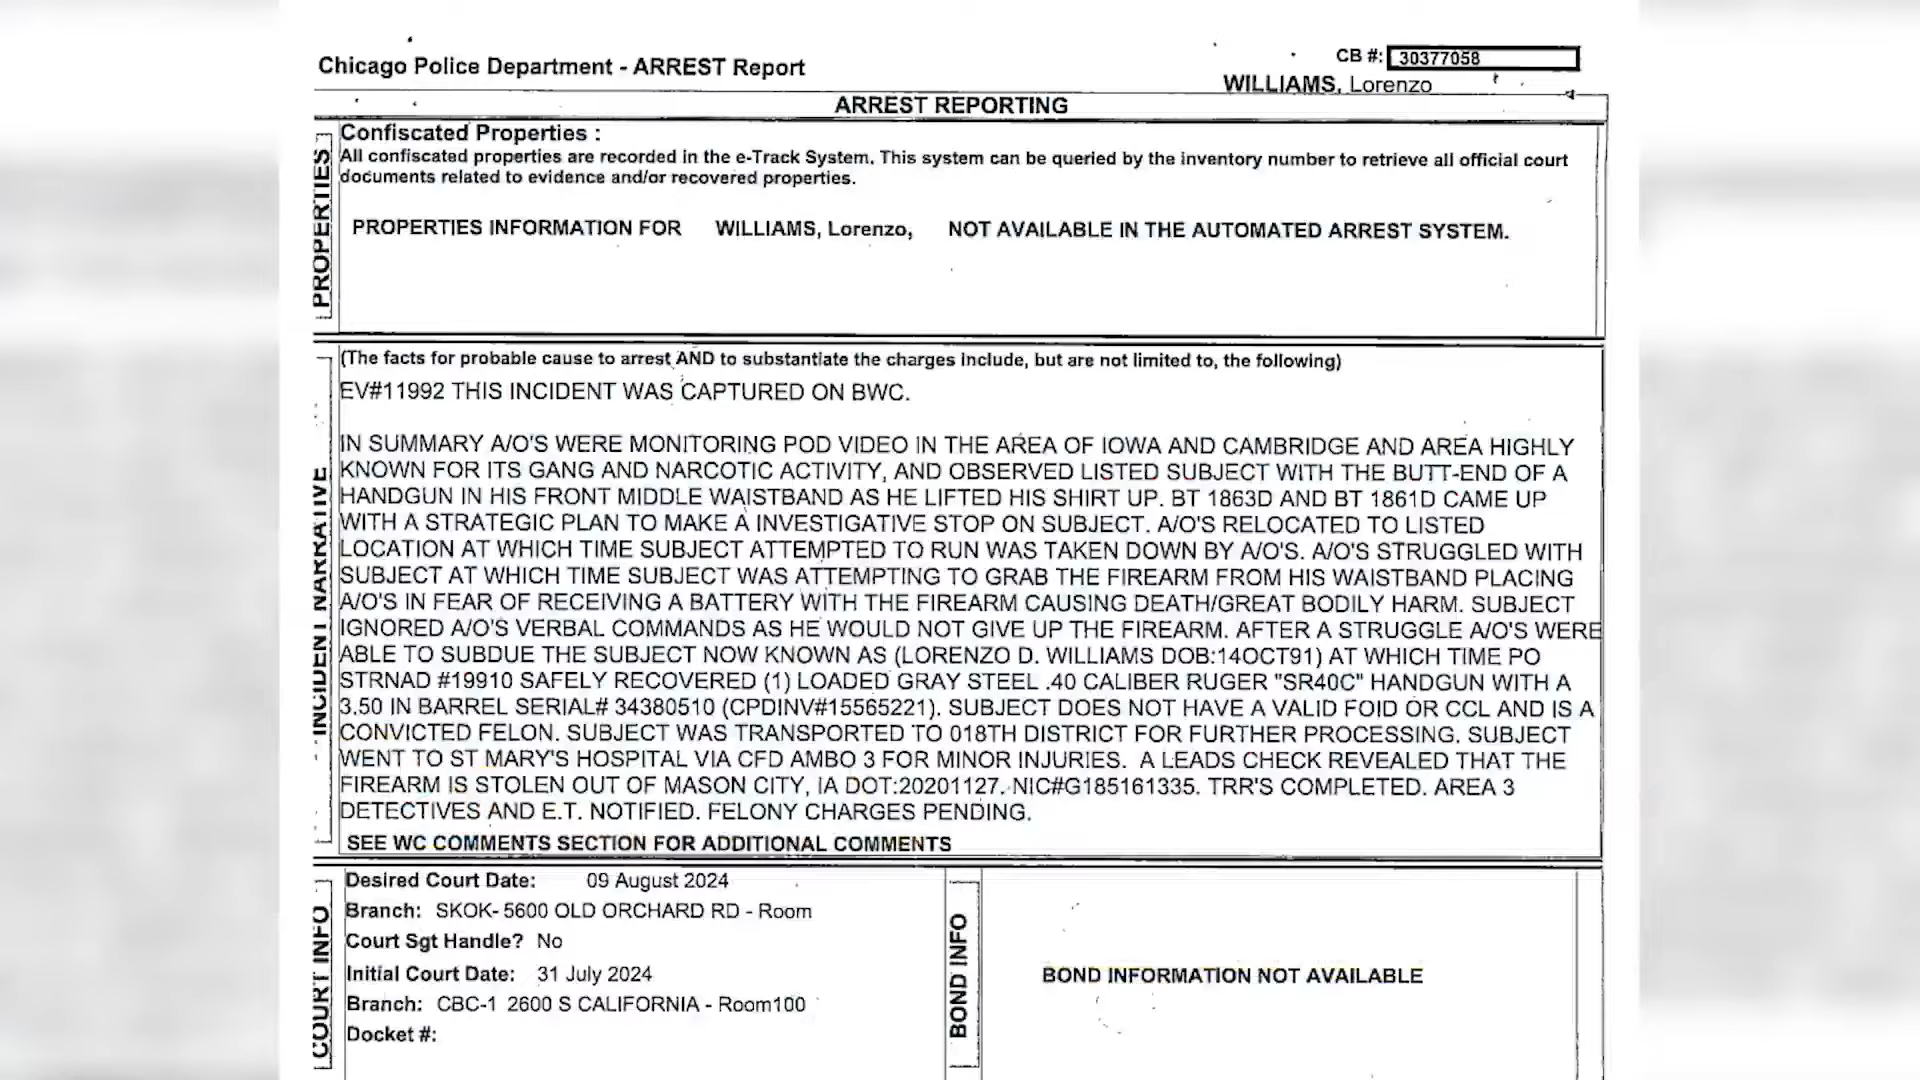 Chicago Police Department - ARREST Report
CB #: 30377058
WILLIAMS, Lorenzo
ARREST REPORTING
PROPERTIES
Confiscated Properties :
All confiscated properties are recorded in the e-Track System. This system can be queried by the inventory number to retrieve all official court
documents related to evidence and/or recovered properties.
PROPERTIES INFORMATION FOR WILLIAMS, Lorenzo, NOT AVAILABLE IN THE AUTOMATED ARREST SYSTEM.
INCIDENT NARRATIVE
(The facts for probable cause to arrest AND to substantiate the charges include, but are not limited to, the following)
EV#11992 THIS INCIDENT WAS CAPTURED ON BWC.
IN SUMMARY A/O'S WERE MONITORING POD VIDEO IN THE AREA OF IOWA AND CAMBRIDGE AND AREA HIGHLY
KNOWN FOR ITS GANG AND NARCOTIC ACTIVITY, AND OBSERVED LISTED SUBJECT WITH THE BUTT-END OF A
HANDGUN IN HIS FRONT MIDDLE WAISTBAND AS HE LIFTED HIS SHIRT UP. BT 1863D AND BT 1861D CAME UP
WITH A STRATEGIC PLAN TO MAKE A INVESTIGATIVE STOP ON SUBJECT. A/O'S RELOCATED TO LISTED
LOCATION AT WHICH TIME SUBJECT ATTEMPTED TO RUN WAS TAKEN DOWN BY A/O'S. A/O'S STRUGGLED WITH
SUBJECT AT WHICH TIME SUBJECT WAS ATTEMPTING TO GRAB THE FIREARM FROM HIS WAISTBAND PLACING
A/O'S IN FEAR OF RECEIVING A BATTERY WITH THE FIREARM CAUSING DEATH/GREAT BODILY HARM. SUBJECT
IGNORED A/O'S VERBAL COMMANDS AS HE WOULD NOT GIVE UP THE FIREARM. AFTER A STRUGGLE A/O'S WERE
ABLE TO SUBDUE THE SUBJECT NOW KNOWN AS (LORENZO D. WILLIAMS DOB:14OCT91) AT WHICH TIME PO
STRNAD #19910 SAFELY RECOVERED (1) LOADED GRAY STEEL .40 CALIBER RUGER "SR40C" HANDGUN WITH A
3.50 IN BARREL SERIAL# 34380510 (CPDINV#15565221). SUBJECT DOES NOT HAVE A VALID FOID OR CCL AND IS A
CONVICTED FELON. SUBJECT WAS TRANSPORTED TO 018TH DISTRICT FOR FURTHER PROCESSING. SUBJECT
WENT TO ST MARY'S HOSPITAL VIA CFD AMBO 3 FOR MINOR INJURIES. A LEADS CHECK REVEALED THAT THE
FIREARM IS STOLEN OUT OF MASON CITY, IA DOT:20201127. NIC#G185161335. TRR'S COMPLETED. AREA 3
DETECTIVES AND E.T. NOTIFIED. FELONY CHARGES PENDING.
SEE WC COMMENTS SECTION FOR ADDITIONAL COMMENTS
COURT INFO
Desired Court Date: 09 August 2024
Branch: SKOK- 5600 OLD ORCHARD RD - Room
Court Sgt Handle? No
Initial Court Date: 31 July 2024
Branch: CBC-1 2600 S CALIFORNIA - Room100
Docket #:
BOND INFO
BOND INFORMATION NOT AVAILABLE